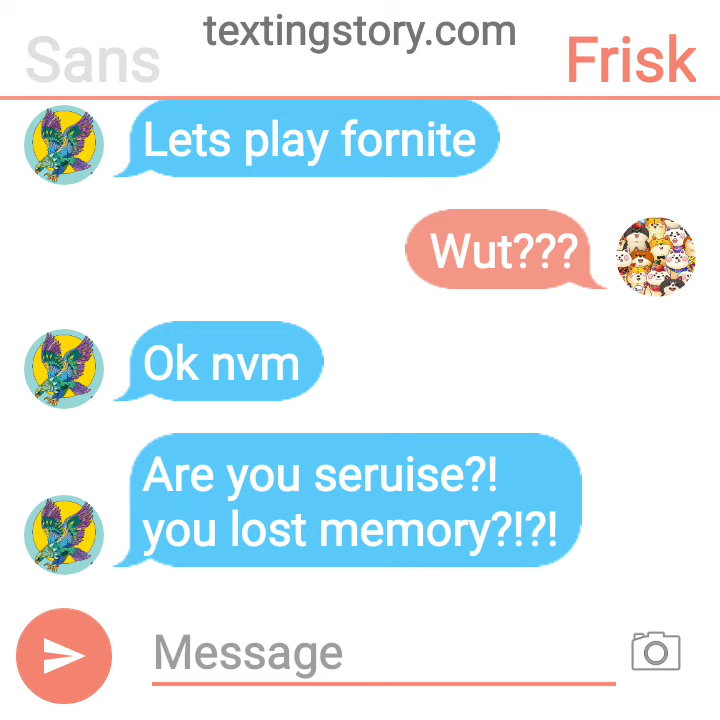 textingstory.com
Sans
Frisk
Lets play fornite
Wut???
Ok nvm
Are you seruise?!
you lost memory?!?!
Message